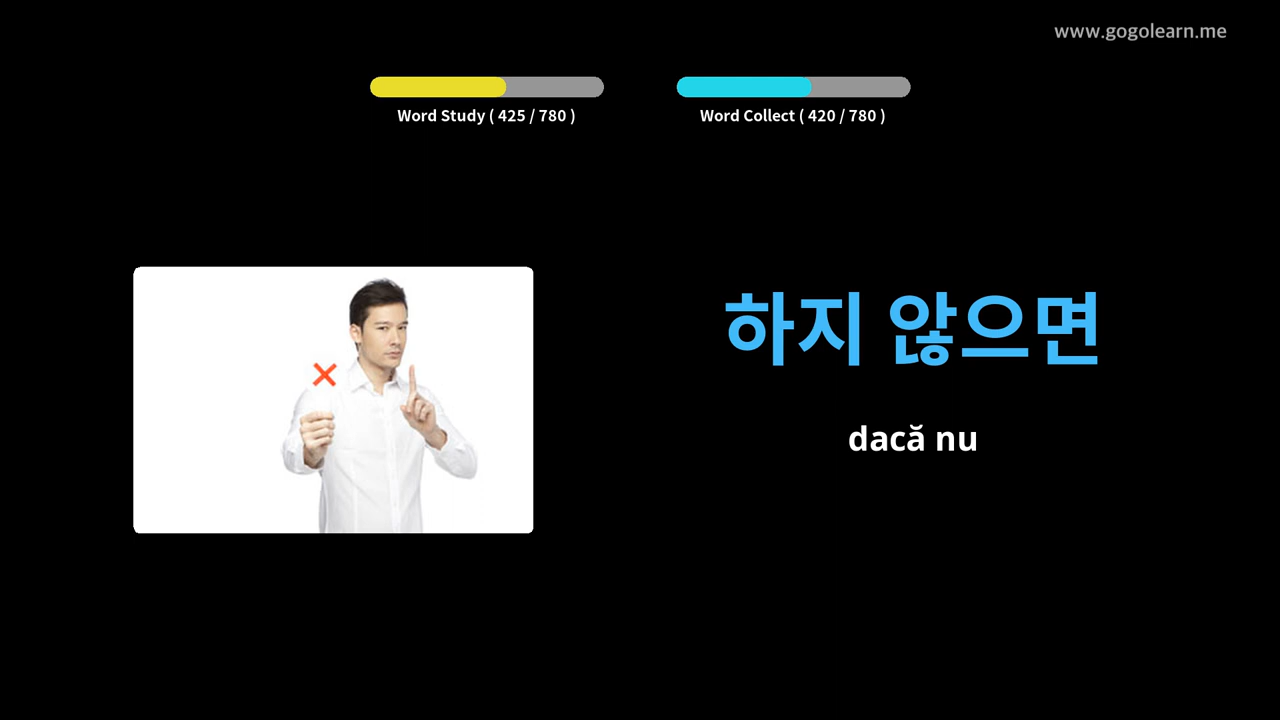 www.gogolearn.me
Word Study ( 425 / 780 )
Word Collect ( 420 / 780 )
하지 않으면
dacă nu